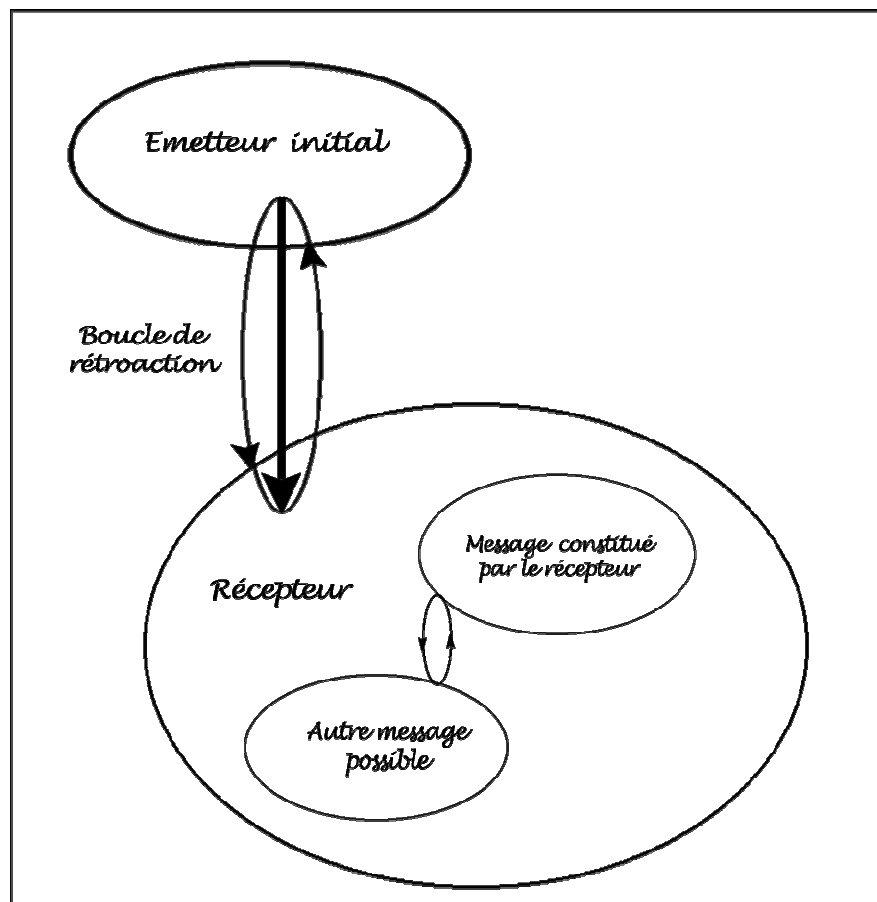 Emetteur initial
Boucle de
rétroaction
Message constitué
par le récepteur
Récepteur
Autre message
possible